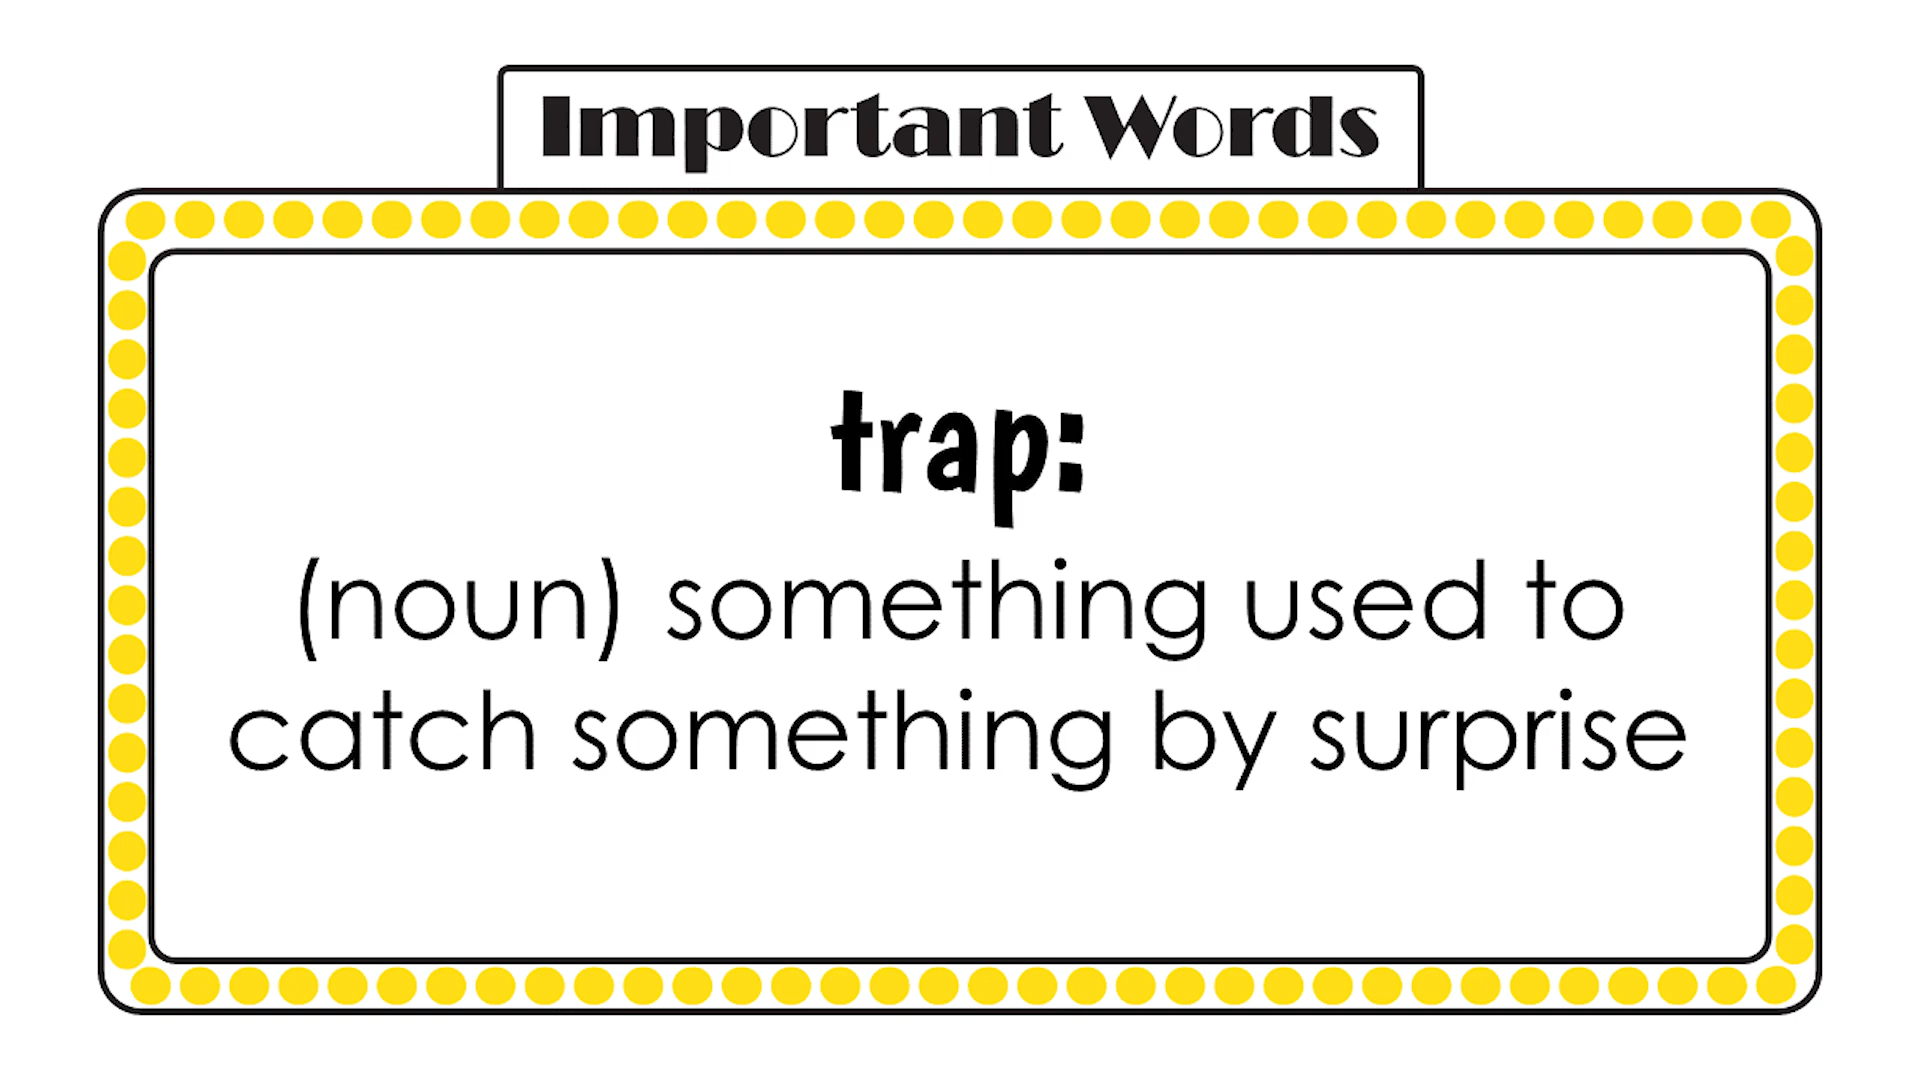 Important Words
trap:
(noun) something used to
catch something by surprise